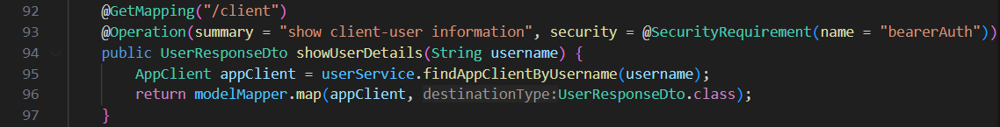 92 @GetMapping("/client")
93 @Operation(summary = "show client-user information", security = @SecurityRequirement(name = "bearerAuth"))
94 public UserResponseDto showUserDetails(String username) {
95 AppClient appClient = userService.findAppClientByUsername(username);
96 return modelMapper.map(appClient, destinationType:UserResponseDto.class);
97 }